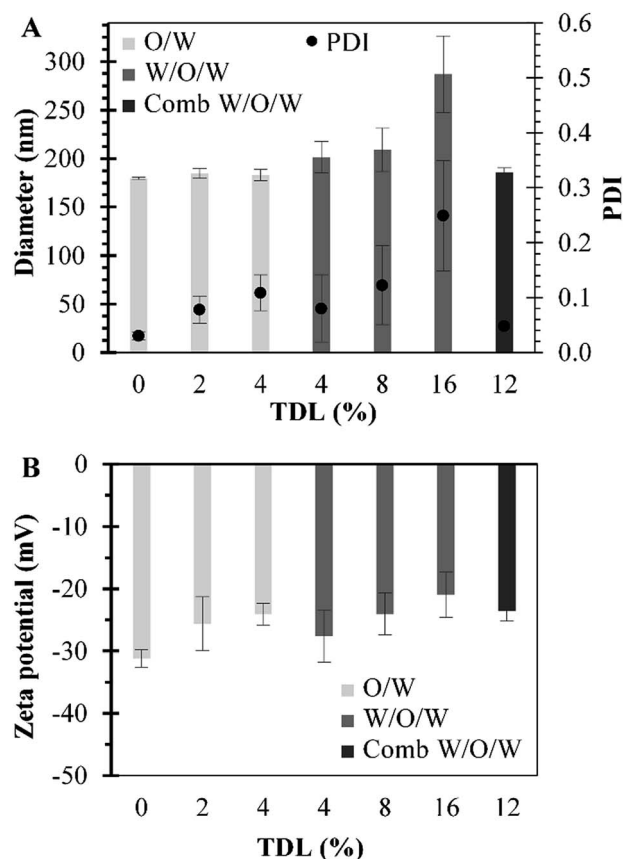 A
O/W
PDI
W/O/W
Comb W/O/W
Diameter (nm)
300
250
200
150
100
50
0
PDI
0.6
0.5
0.4
0.3
0.2
0.1
0.0
0 2 4 4 8 16 12
TDL (%)
B
Zeta potential (mV)
0
-10
-20
-30
-40
-50
O/W
W/O/W
Comb W/O/W
0 2 4 4 8 16 12
TDL (%)